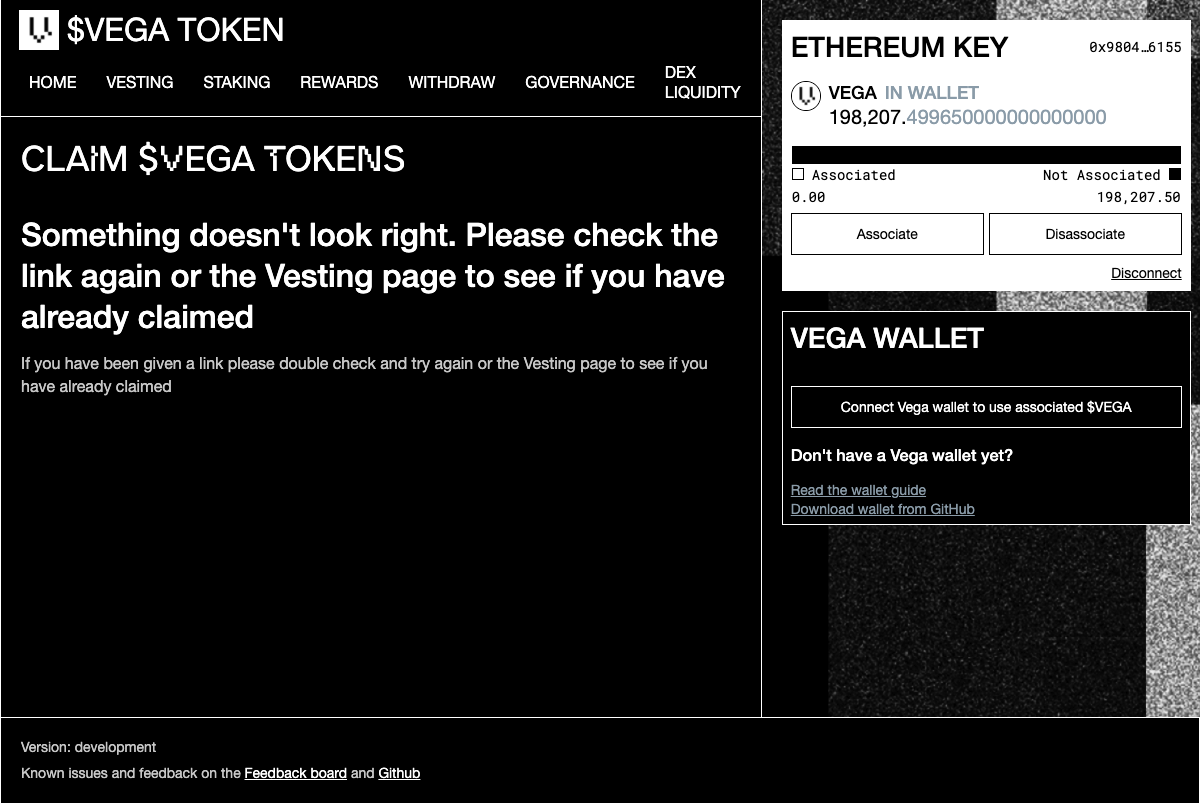 $VEGA TOKEN
HOME VESTING STAKING REWARDS WITHDRAW GOVERNANCE DEX LIQUIDITY
CLAIM $VEGA TOKENS
Something doesn't look right. Please check the
link again or the Vesting page to see if you have
already claimed
If you have been given a link please double check and try again or the Vesting page to see if you
have already claimed
ETHEREUM KEY 0x9804…6155
VEGA IN WALLET
198,207.499650000000000000
Associated Not Associated
0.00 198,207.50
Associate Disassociate
Disconnect
VEGA WALLET
Connect Vega wallet to use associated $VEGA
Don't have a Vega wallet yet?
Read the wallet guide
Download wallet from GitHub
Version: development
Known issues and feedback on the Feedback board and Github